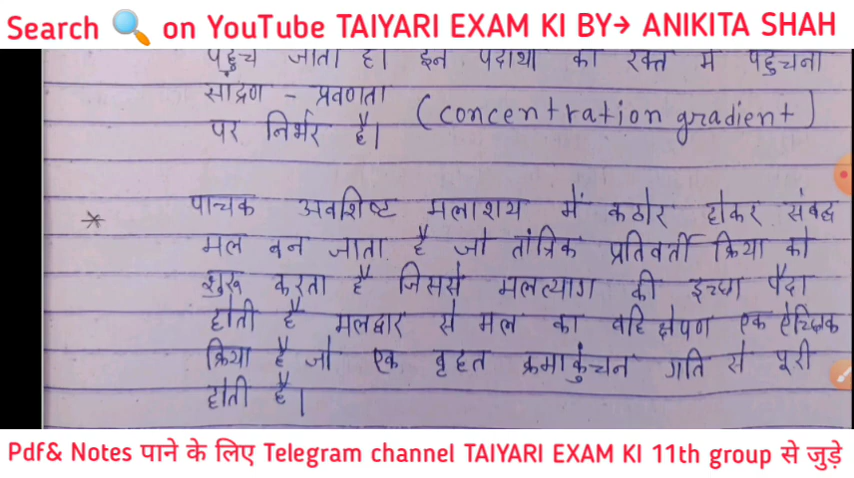 Search 🔍 on YouTube TAIYARI EXAM KI BY→ ANIKITA SHAH
पहुंच जाता है। इन पदार्थों का रक्त में पहुंचना
सांद्रण - प्रवणता (concentration gradient)
पर निर्भर है।
* पाचक अवशिष्ट मलाशय में कठोर होकर संबद्ध
मल बन जाता है जो तांत्रिक प्रतिवर्ती क्रिया को
शुरू करता है जिससे मलत्याग की इच्छा पैदा
होती है मलद्वार से मल का बहि क्षेपण एक ऐच्छिक
क्रिया है जो एक वृहत क्रमाकुंचन गति से पूरी
होती है।
Pdf& Notes पाने के लिए Telegram channel TAIYARI EXAM KI 11th group से जुड़े